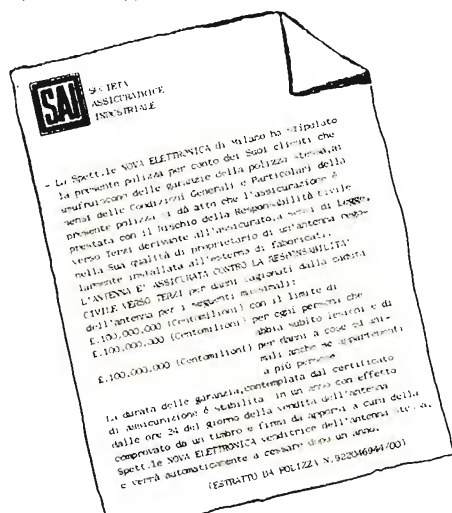 SAI
SOCIETA
ASSICURATRICE
INDUSTRIALE
- La Spett.le NOVA ELETTRONICA di Milano ha stipulato
la presente polizza per conto dei Suoi clienti che
usufruiscono delle garanzie della polizza stessa, ai
sensi delle Condizioni Generali e Particolari della
presente polizza si dà atto che l'assicurazione è
prestata con il Rischio della Responsabilità Civile
verso Terzi derivante all'assicurato, a sensi di Legge,
nella Sua qualità di proprietario di un'antenna rego-
lamente installata all'esterno di fabbricati.
L'ANTENNA E' ASSICURATA CONTRO LA RESPONSABILITA'
CIVILE VERSO TERZI per danni cagionati dalla caduta
dell'antenna per i seguenti massimali:
£.100.000.000 (Centomilioni) con il limite di
£.100.000.000 (Centomilioni) per ogni persona che
abbia subito lesioni e di
£.100.000.000 (Centomilioni) per danni a cose ed ani-
mali anche se appartenenti
a più persone
La durata delle garanzie, contemplata dal certificato
di assicurazione è stabilita in un anno con effetto
dalle ore 24 del giorno della vendita dell'antenna
comprovato da un timbro e firma da apporsi a cura della
Spett.le NOVA ELETTRONICA venditrice dell'antenna stessa,
e verrà automaticamente a cessare dopo un anno.
(ESTRATTO DA POLIZZA N.922046944/00)